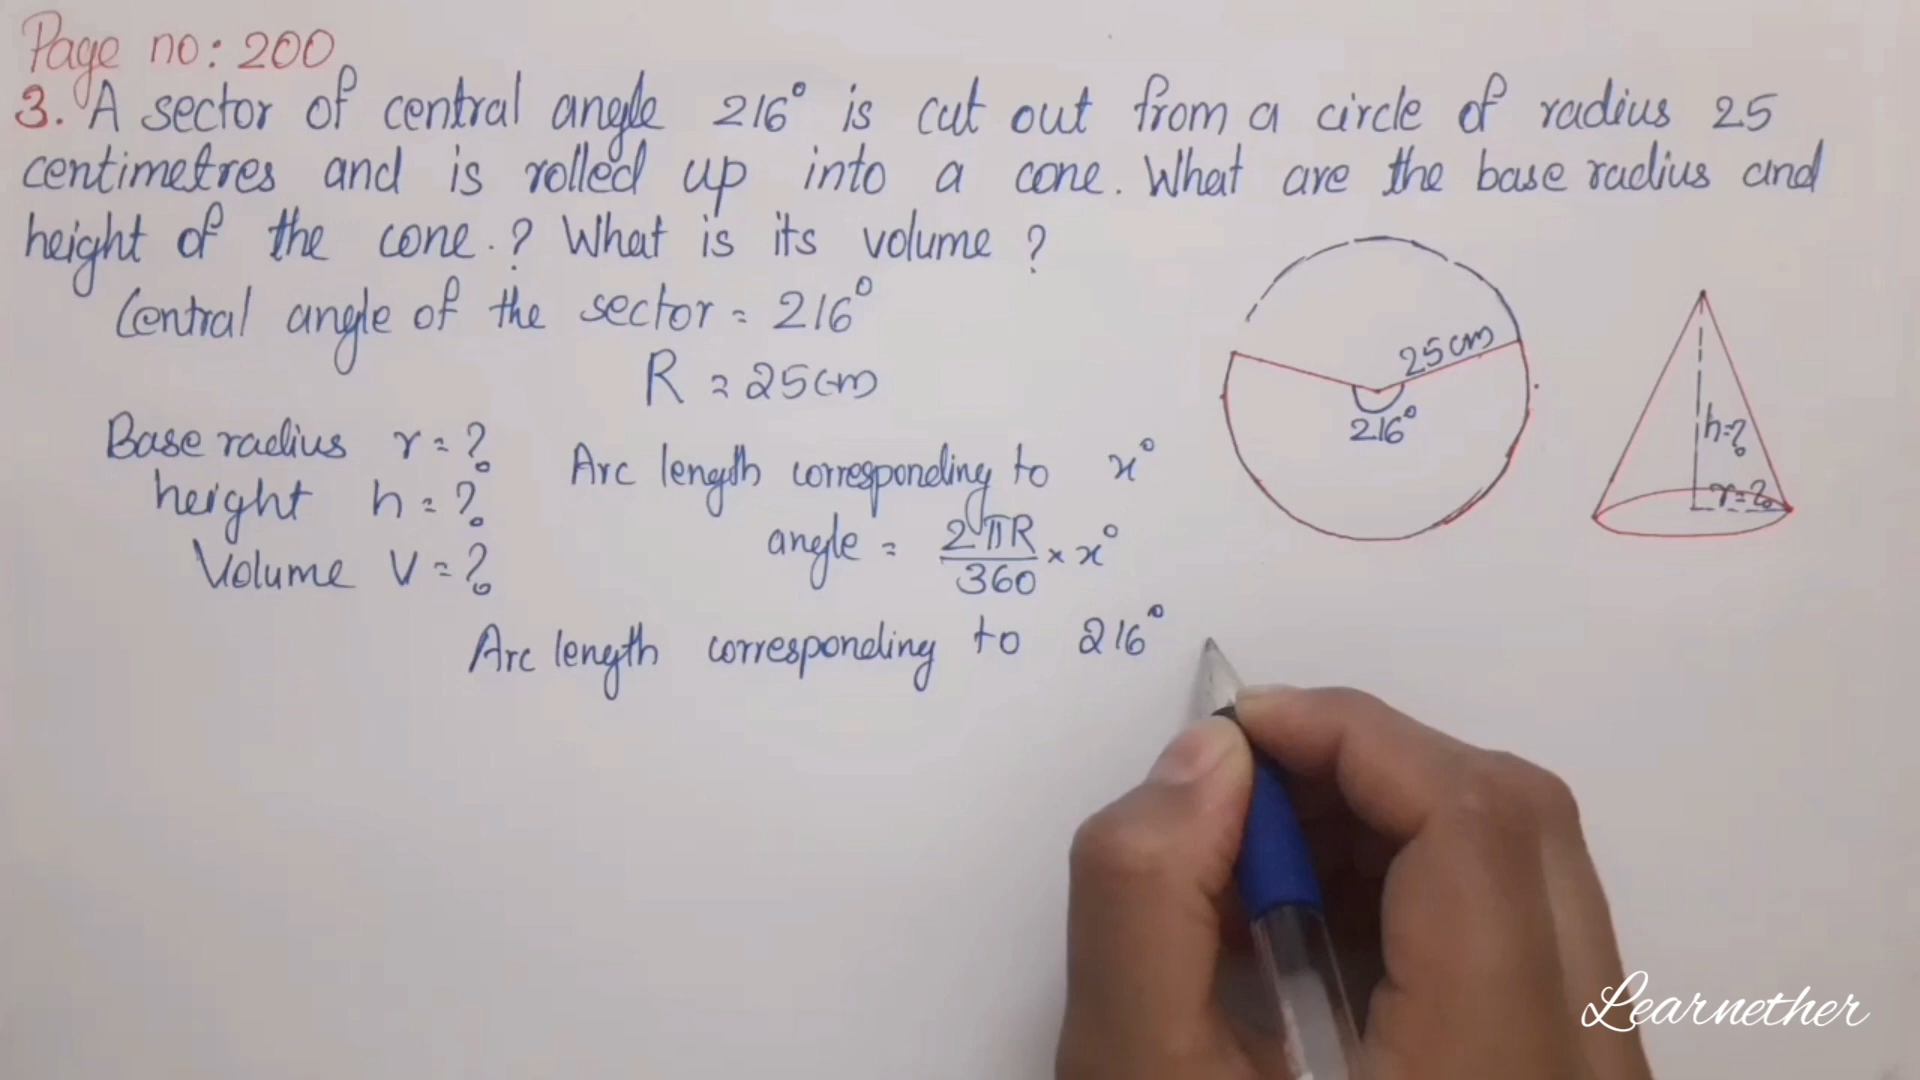 Page no: 200
3. A sector of central angle 216° is cut out from a circle of radius 25
centimetres and is rolled up into a cone. What are the base radius and
height of the cone.? What is its volume ?
Central angle of the sector = 216°
R = 25cm
Base radius r = ?
height h = ?
Volume V = ?
Arc length corresponding to x°
angle = 2πR/360 × x°
Arc length corresponding to 216°
25cm
216°
h=?
r=?
Learnether